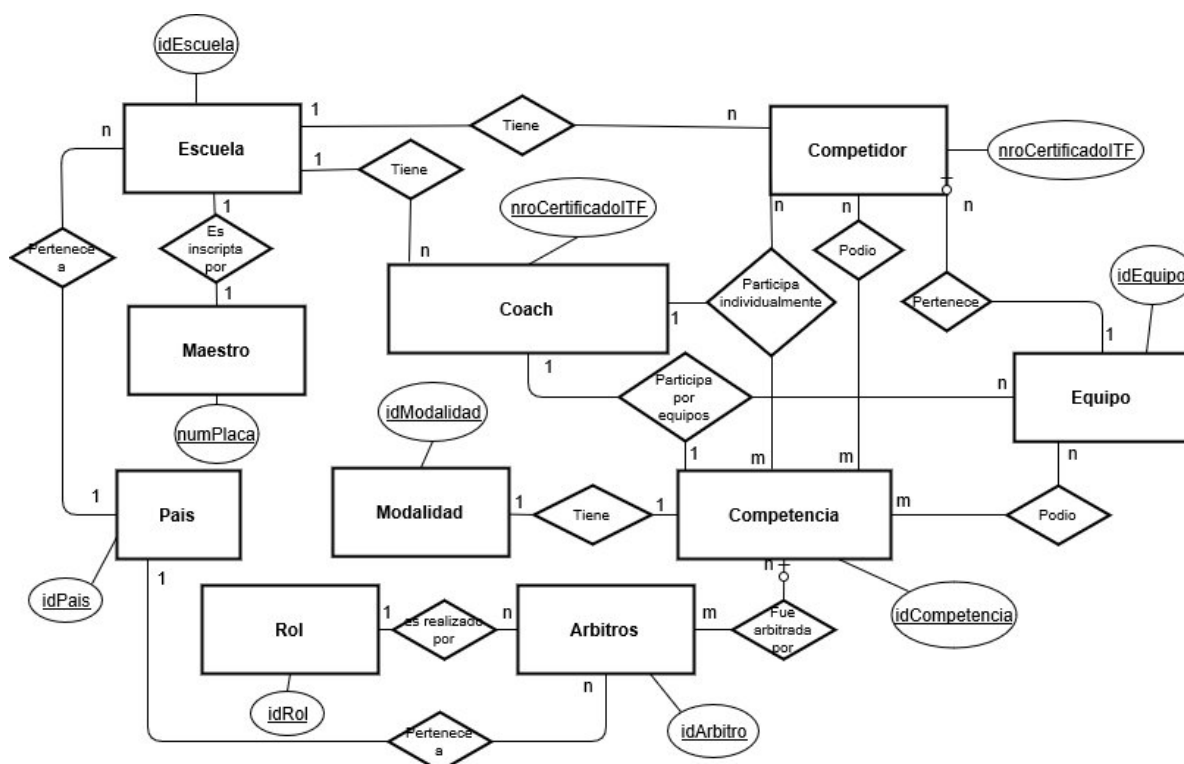 idEscuela
1
n
n
Escuela
1
Tiene
Competidor
nroCertificadoITF
Tiene
nroCertificadoITF
1
n
n
n
Es
inscripta
por
Pertenece
a
Podio
n
idEquipo
1
Coach
Participa
individualmente
1
Pertenece
Maestro
1
1
Participa
por
equipos
n
Equipo
idModalidad
numPlaca
1
m
m
n
1
Pais
Modalidad
1
Tiene
1
Competencia
m
Podio
1
n
idPais
Rol
1
es realizado
por
n
Arbitros
m
Fue
arbitrada
por
idCompetencia
n
idRol
Pertenece
a
idArbitro